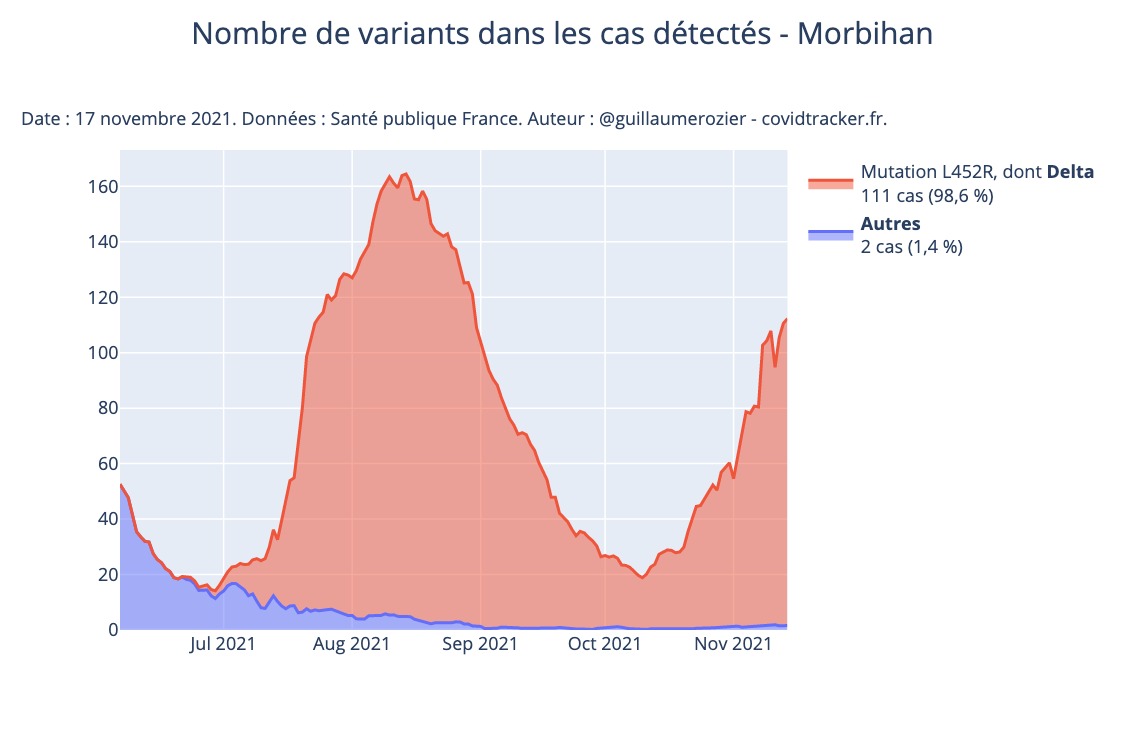 Nombre de variants dans les cas détectés - Morbihan
Date : 17 novembre 2021. Données : Santé publique France. Auteur : @guillaumerozier - covidtracker.fr.
Mutation L452R, dont Delta
111 cas (98,6 %)
Autres
2 cas (1,4 %)
160
140
120
100
80
60
40
20
0
Jul 2021
Aug 2021
Sep 2021
Oct 2021
Nov 2021